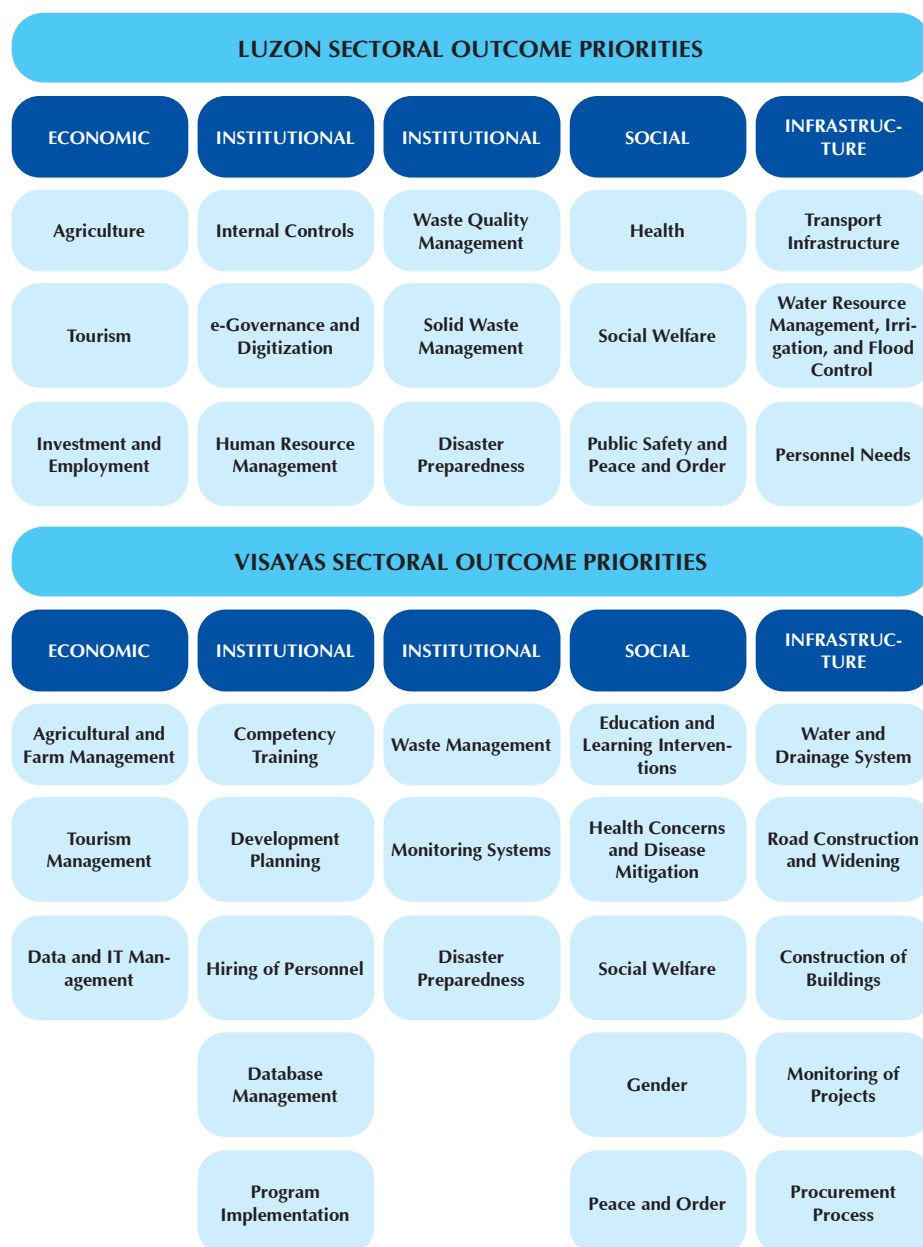 LUZON SECTORAL OUTCOME PRIORITIES
ECONOMIC
INSTITUTIONAL
INSTITUTIONAL
SOCIAL
INFRASTRUC-
TURE
Agriculture
Internal Controls
Waste Quality
Management
Health
Transport
Infrastructure
Tourism
e-Governance and
Digitization
Solid Waste
Management
Social Welfare
Water Resource
Management, Irri-
gation, and Flood
Control
Investment and
Employment
Human Resource
Management
Disaster
Preparedness
Public Safety and
Peace and Order
Personnel Needs
VISAYAS SECTORAL OUTCOME PRIORITIES
ECONOMIC
INSTITUTIONAL
INSTITUTIONAL
SOCIAL
INFRASTRUC-
TURE
Agricultural and
Farm Management
Competency
Training
Waste Management
Education and
Learning Interven-
tions
Water and
Drainage System
Tourism
Management
Development
Planning
Monitoring Systems
Health Concerns
and Disease
Mitigation
Road Construction
and Widening
Data and IT Man-
agement
Hiring of Personnel
Disaster
Preparedness
Social Welfare
Construction of
Buildings
Database
Management
Gender
Monitoring of
Projects
Program
Implementation
Peace and Order
Procurement
Process